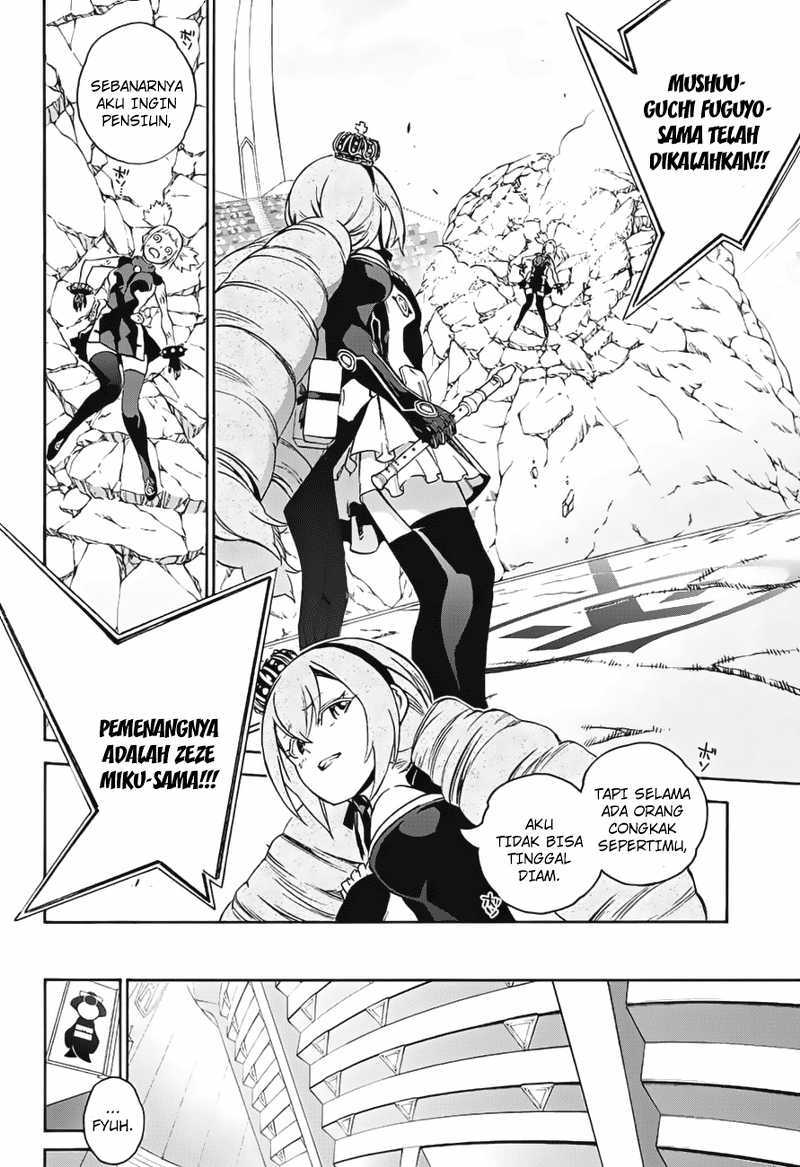 MUSHUU-
GUCHI FUGUYO-
SAMA TELAH
DIKALAHKAN!!
SEBANARNYA
AKU INGIN
PENSIUN,
TAPI SELAMA
ADA ORANG
CONGKAK
SEPERTIMU,
AKU
TIDAK BISA
TINGGAL
DIAM.
PEMENANGNYA
ADALAH ZEZE
MIKU-SAMA!!!
...
FYUH.